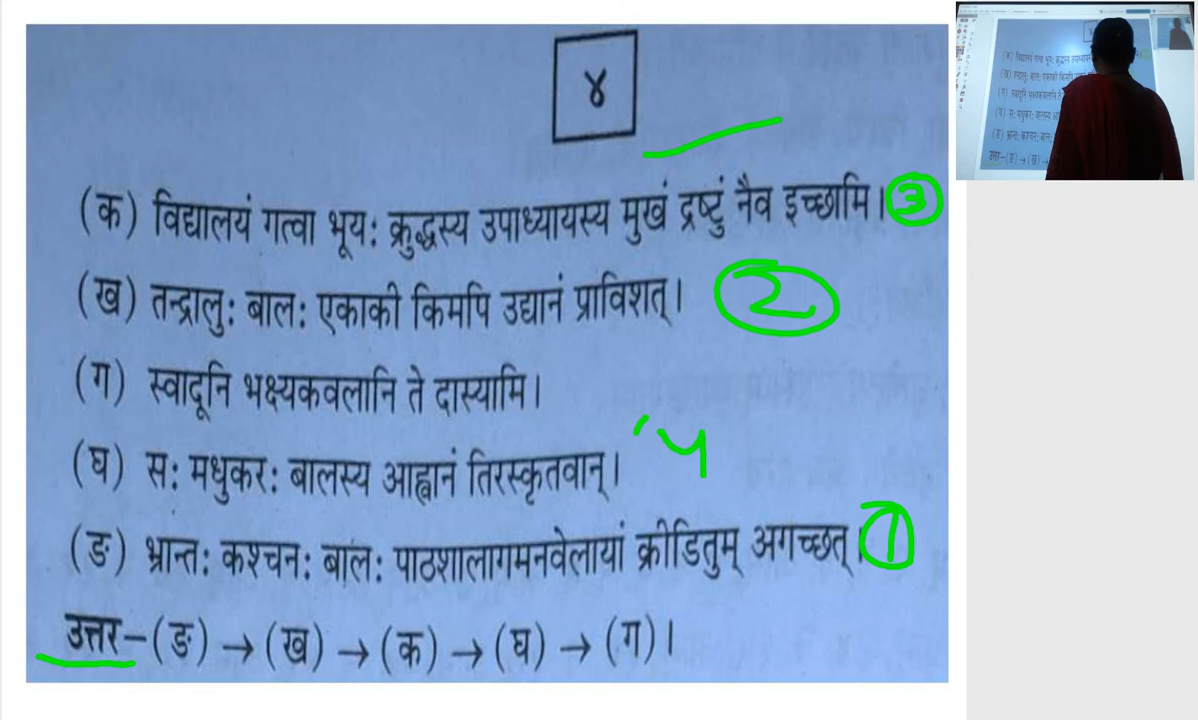 ४
(क) विद्यालयं गत्वा भूय: क्रुद्धस्य उपाध्यायस्य मुखं द्रष्टुं नैव इच्छामि। 3
(ख) तन्द्रालु: बाल: एकाकी किमपि उद्यानं प्राविशत्। 2
(ग) स्वादूनि भक्ष्यकवलानि ते दास्यामि।
(घ) स: मधुकर: बालस्य आह्वानं तिरस्कृतवान्।
(ङ) भ्रान्त: कश्चन: बाल: पाठशालागमनवेलायां क्रीडितुम् अगच्छत्। 1
उत्तर–(ङ) → (ख) → (क) → (घ) → (ग)।